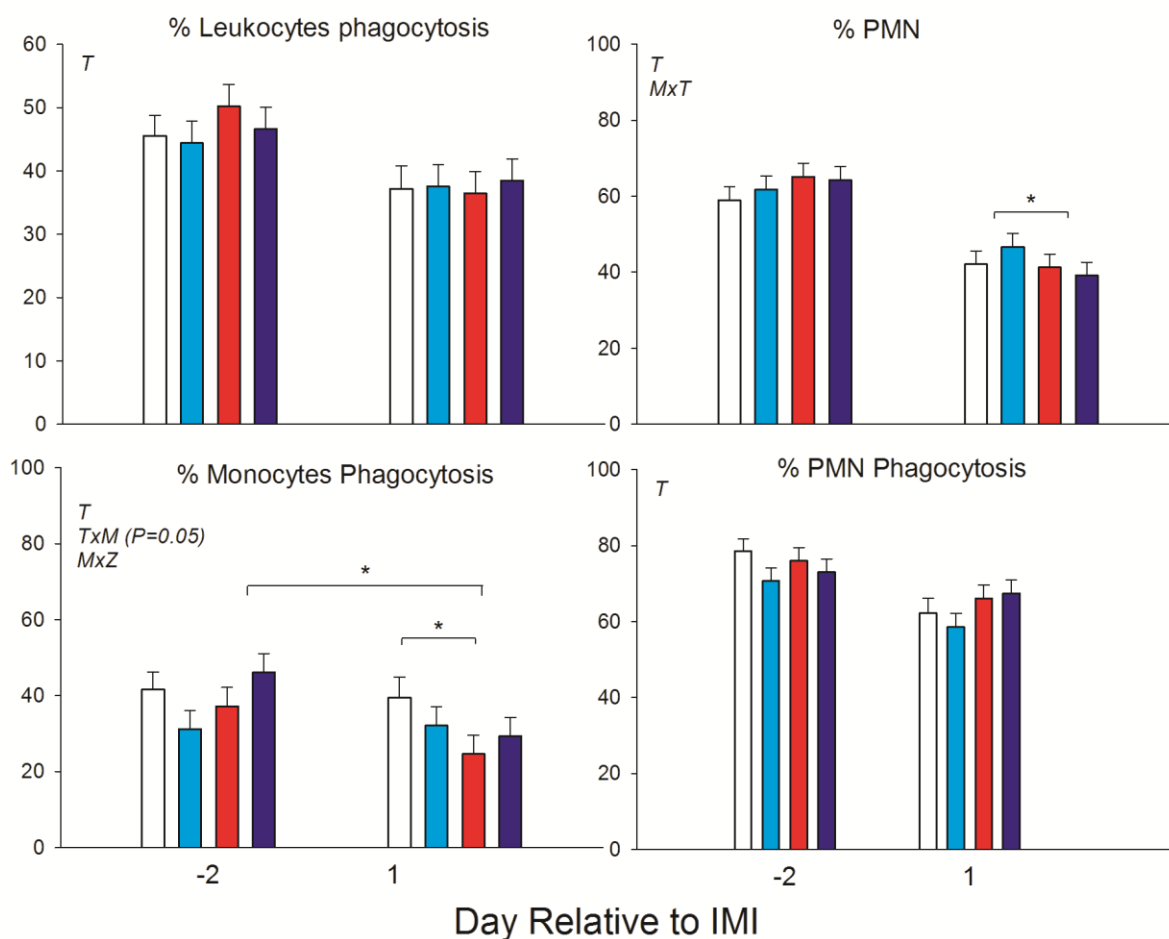 % Leukocytes phagocytosis
60
50
40
30
20
10
0
T
% PMN
100
80
60
40
20
0
T
MxT
*
% Monocytes Phagocytosis
100
80
60
40
20
0
T
TxM (P=0.05)
MxZ
*
*
-2
1
% PMN Phagocytosis
100
80
60
40
20
0
T
-2
1
Day Relative to IMI